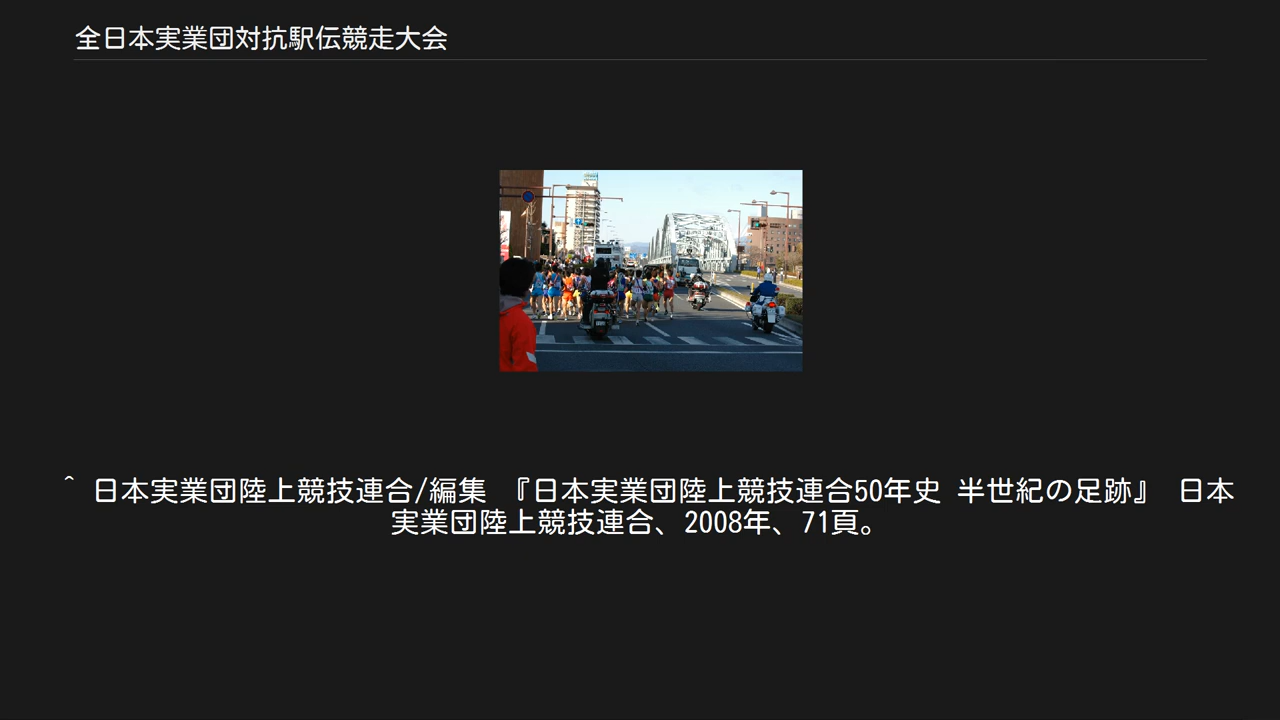 全日本実業団対抗駅伝競走大会
^ 日本実業団陸上競技連合/編集 『日本実業団陸上競技連合50年史 半世紀の足跡』 日本
実業団陸上競技連合、2008年、71頁。